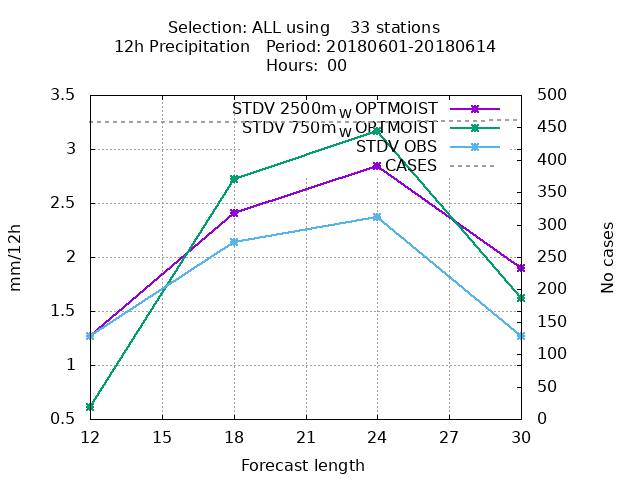 Selection: ALL using 33 stations
12h Precipitation Period: 20180601-20180614
Hours: 00
3.5
3
2.5
2
1.5
1
0.5
mm/12h
STDV 2500m_W OPTMOIST
STDV 750m_W OPTMOIST
STDV OBS
CASES
500
450
400
350
300
250
200
150
100
50
0
No cases
12 15 18 21 24 27 30
Forecast length